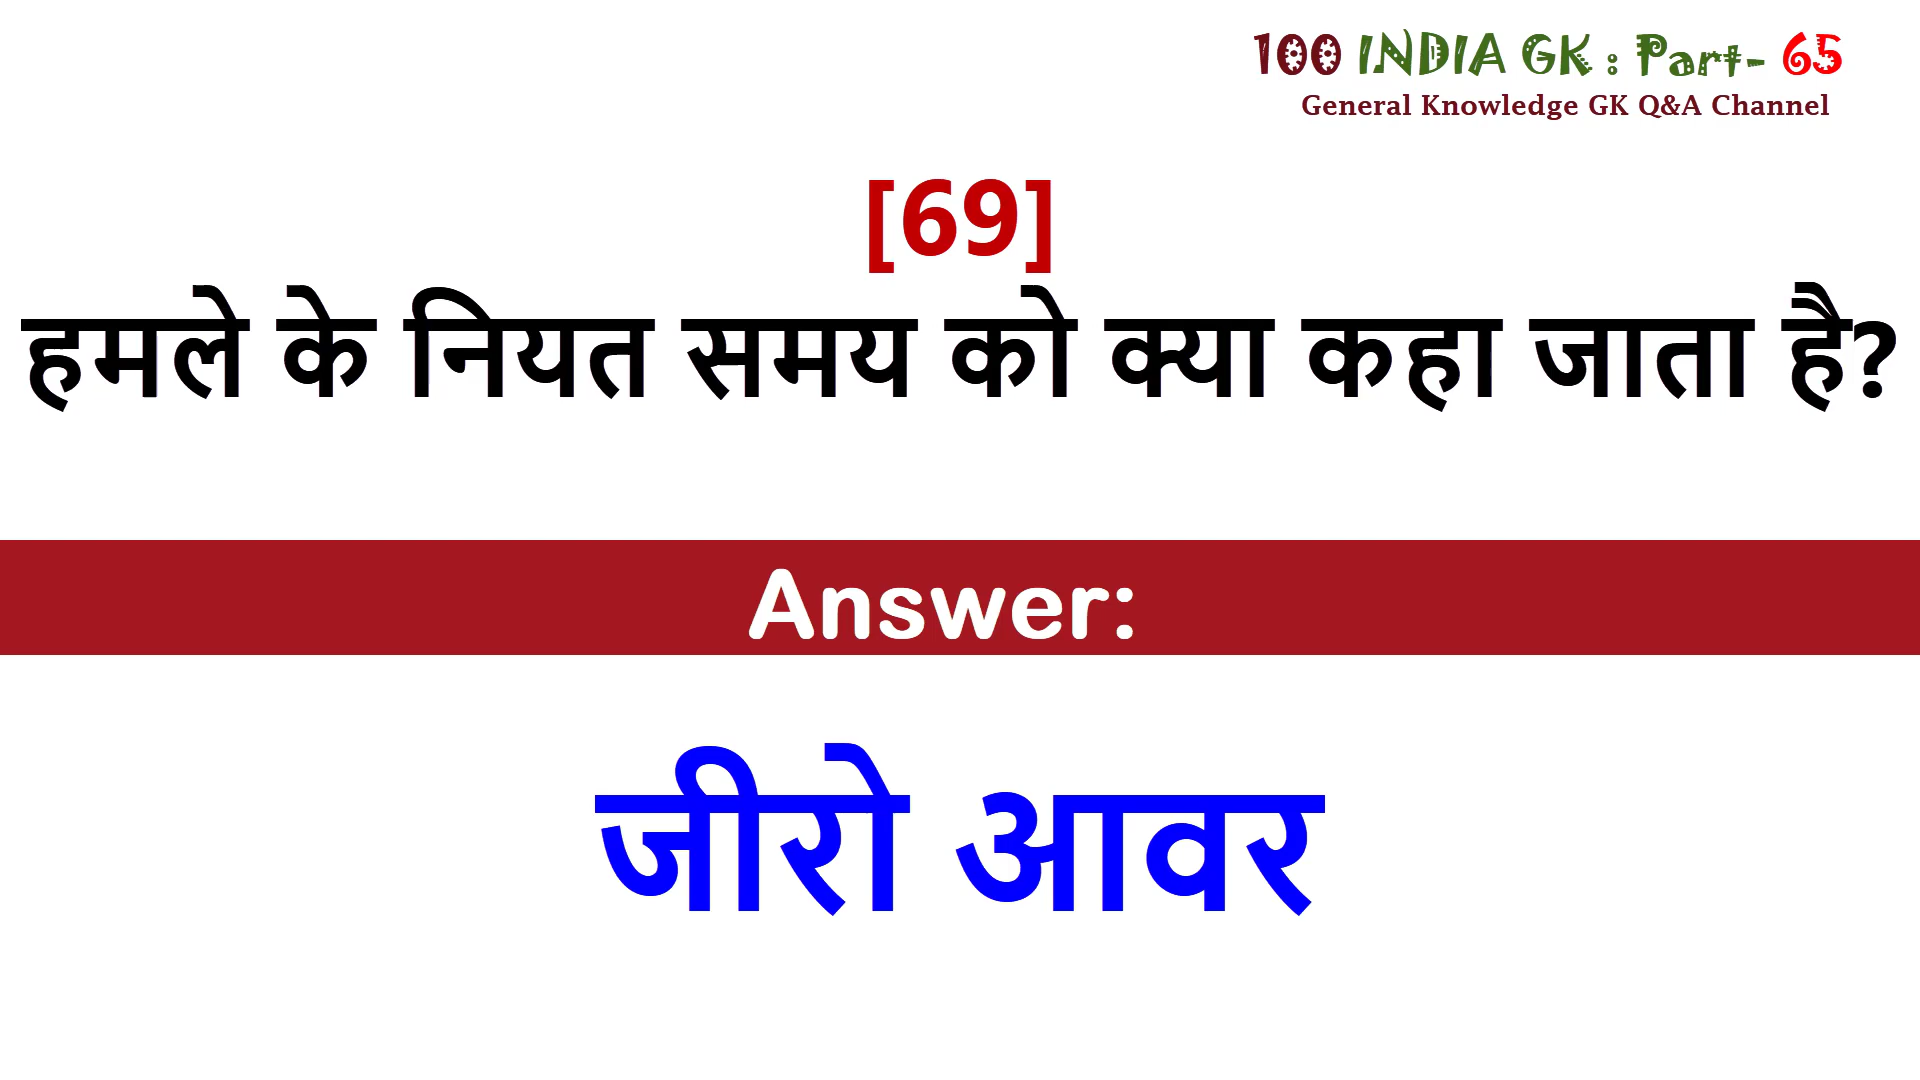 100 INDIA GK : Part- 65
General Knowledge GK Q&A Channel
[69]
हमले के नियत समय को क्या कहा जाता है?
Answer:
जीरो आवर